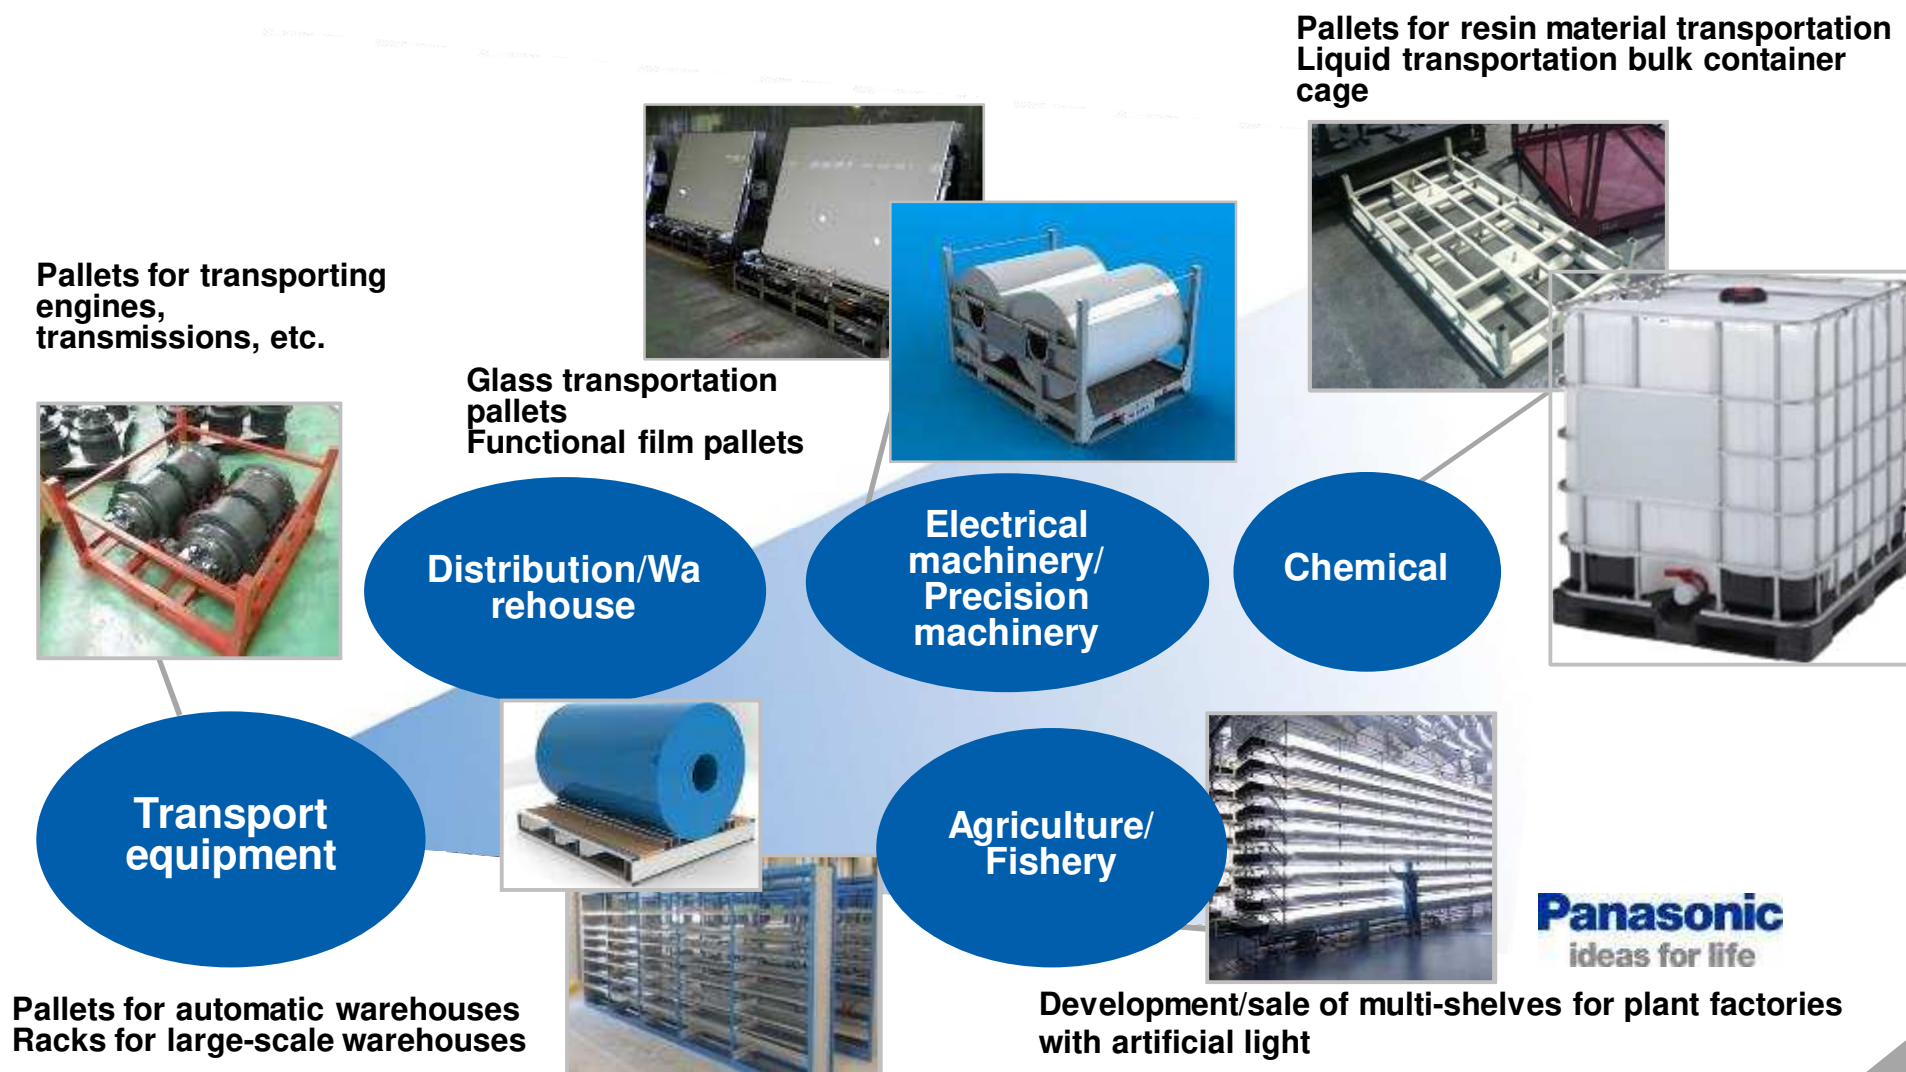 Pallets for resin material transportation
Liquid transportation bulk container
cage
Pallets for transporting
engines,
transmissions, etc.
Glass transportation
pallets
Functional film pallets
Distribution/Wa
rehouse
Electrical
machinery/
Precision
machinery
Chemical
Transport
equipment
Agriculture/
Fishery
Panasonic
ideas for life
Pallets for automatic warehouses
Racks for large-scale warehouses
Development/sale of multi-shelves for plant factories
with artificial light